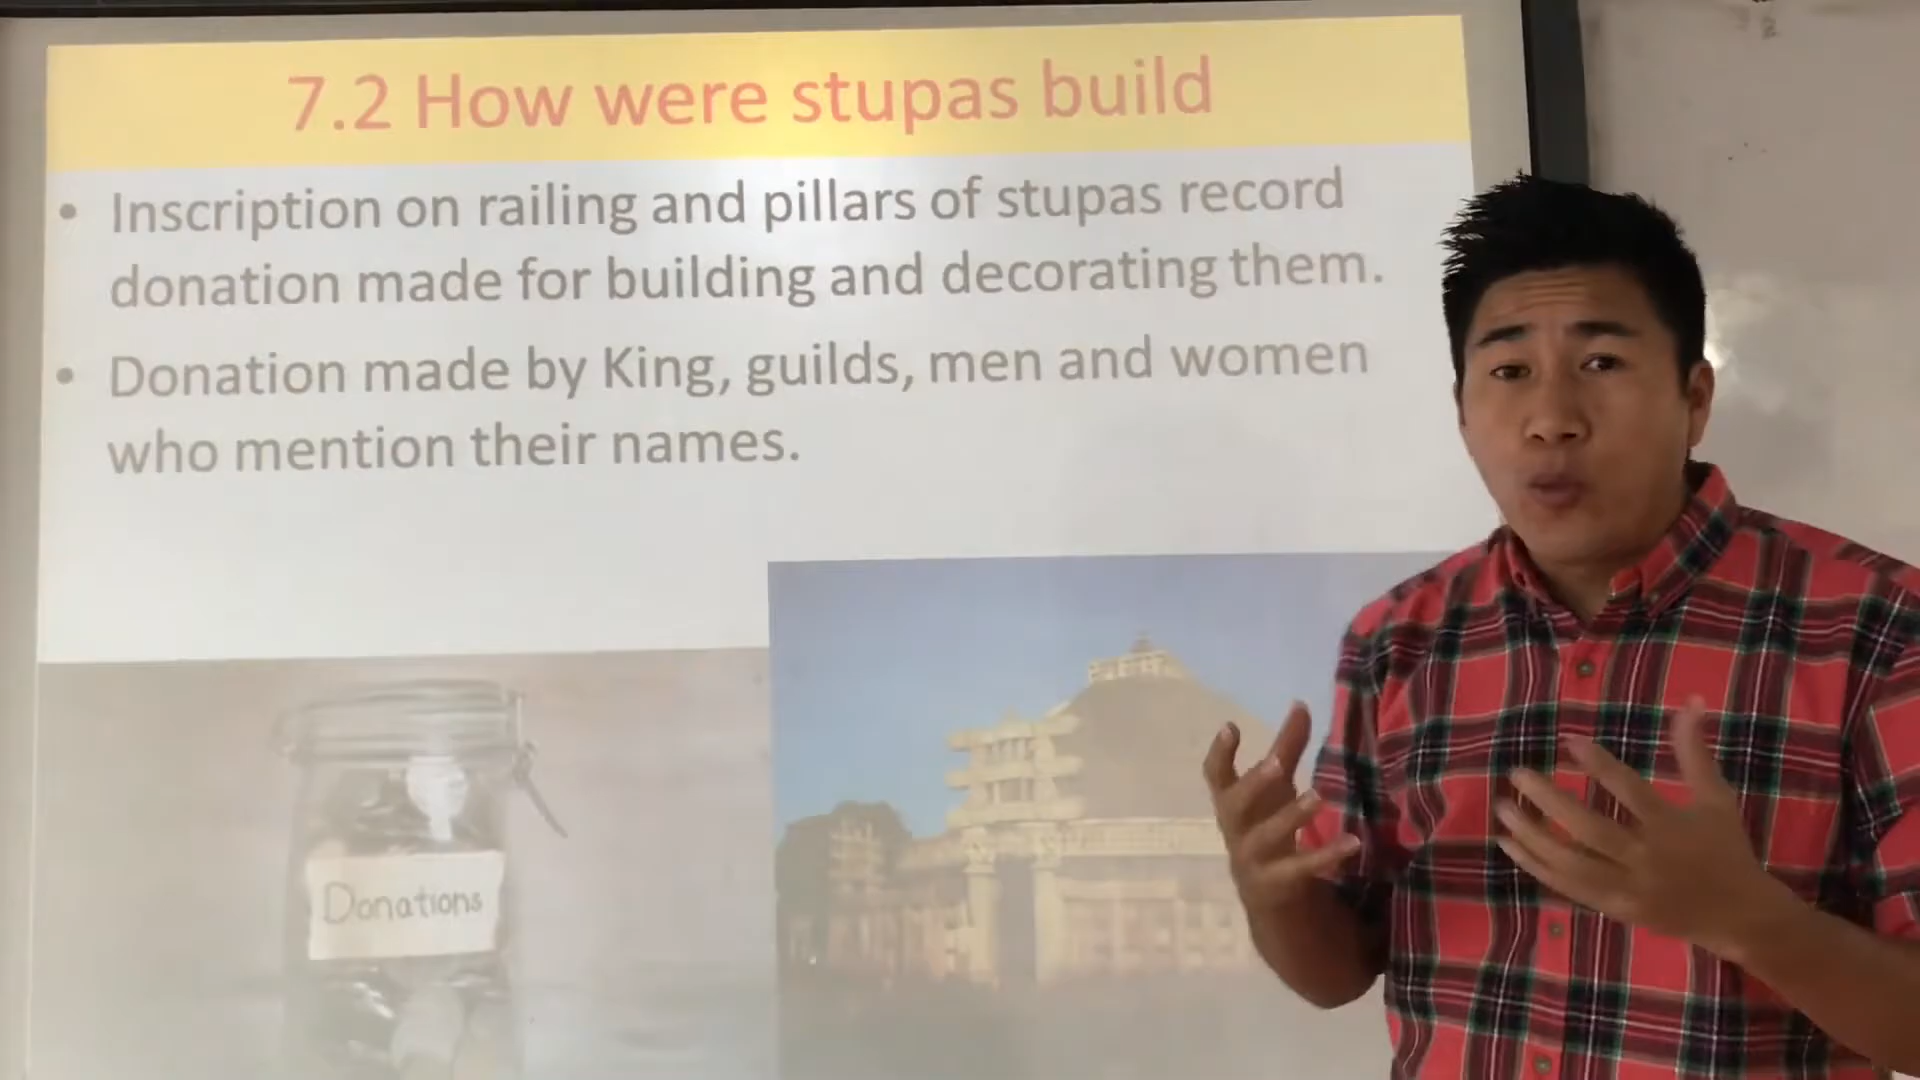 7.2 How were stupas build
• Inscription on railing and pillars of stupas record
donation made for building and decorating them.
• Donation made by King, guilds, men and women
who mention their names.
Donations